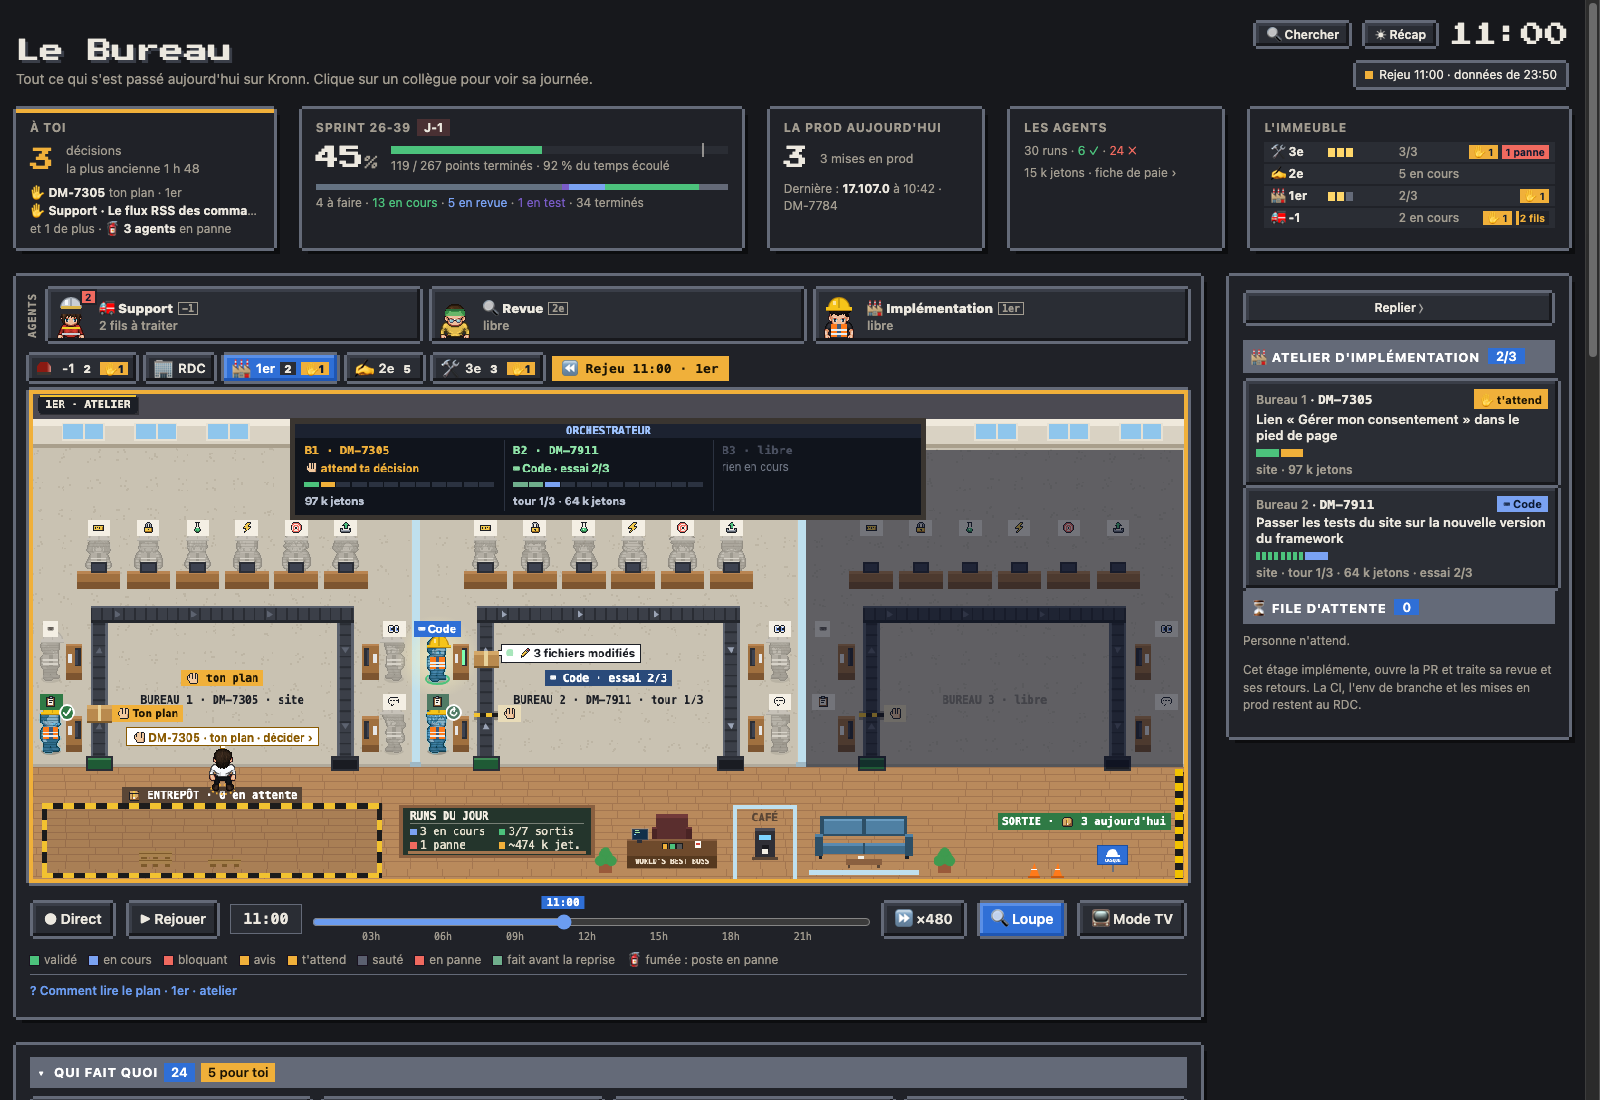 Le Bureau
Tout ce qui s'est passé aujourd'hui sur Kronn. Clique sur un collègue pour voir sa journée.
Chercher
Récap
11:00
Rejeu 11:00 · données de 23:50
À TOI
3
décisions
la plus ancienne 1 h 48
DM-7305 ton plan · 1er
Support · Le flux RSS des comma…
et 1 de plus · 3 agents en panne
SPRINT 26-39 J-1
45%
119 / 267 points terminés · 92 % du temps écoulé
4 à faire · 13 en cours · 5 en revue · 1 en test · 34 terminés
LA PROD AUJOURD'HUI
3 3 mises en prod
Dernière : 17.107.0 à 10:42 ·
DM-7784
LES AGENTS
30 runs · 6 ✓ · 24 ✕
15 k jetons · fiche de paie ›
L'IMMEUBLE
3e 3/3 1 1 panne
2e 5 en cours
1er 2/3 1
-1 2 en cours 1 2 fils
AGENTS
2
Support -1
2 fils à traiter
Revue 2e
libre
Implémentation 1er
libre
-1 2 1
RDC
1er 2 1
2e 5
3e 3 1
Rejeu 11:00 · 1er
1ER · ATELIER
ORCHESTRATEUR
B1 · DM-7305
attend ta décision
97 k jetons
B2 · DM-7911
Code · essai 2/3
tour 1/3 · 64 k jetons
B3 · libre
rien en cours
Code
3 fichiers modifiés
ton plan
Code · essai 2/3
BUREAU 1 · DM-7305 · site
BUREAU 2 · DM-7911 · tour 1/3
BUREAU 3 · libre
Ton plan
DM-7305 · ton plan · décider ›
ENTREPÔT · 0 en attente
RUNS DU JOUR
3 en cours 3/7 sortis
1 panne ~474 k jet.
WORLD'S BEST BOSS
CAFÉ
SORTIE · 3 aujourd'hui
Direct
Rejouer
11:00
11:00
03h 06h 09h 12h 15h 18h 21h
×480
Loupe
Mode TV
validé en cours bloquant avis t'attend sauté en panne fait avant la reprise fumée : poste en panne
? Comment lire le plan · 1er · atelier
QUI FAIT QUOI 24 5 pour toi
Replier ›
ATELIER D'IMPLÉMENTATION 2/3
Bureau 1 · DM-7305 t'attend
Lien « Gérer mon consentement » dans le
pied de page
site · 97 k jetons
Bureau 2 · DM-7911 Code
Passer les tests du site sur la nouvelle version
du framework
site · tour 1/3 · 64 k jetons · essai 2/3
FILE D'ATTENTE 0
Personne n'attend.
Cet étage implémente, ouvre la PR et traite sa revue et
ses retours. La CI, l'env de branche et les mises en
prod restent au RDC.